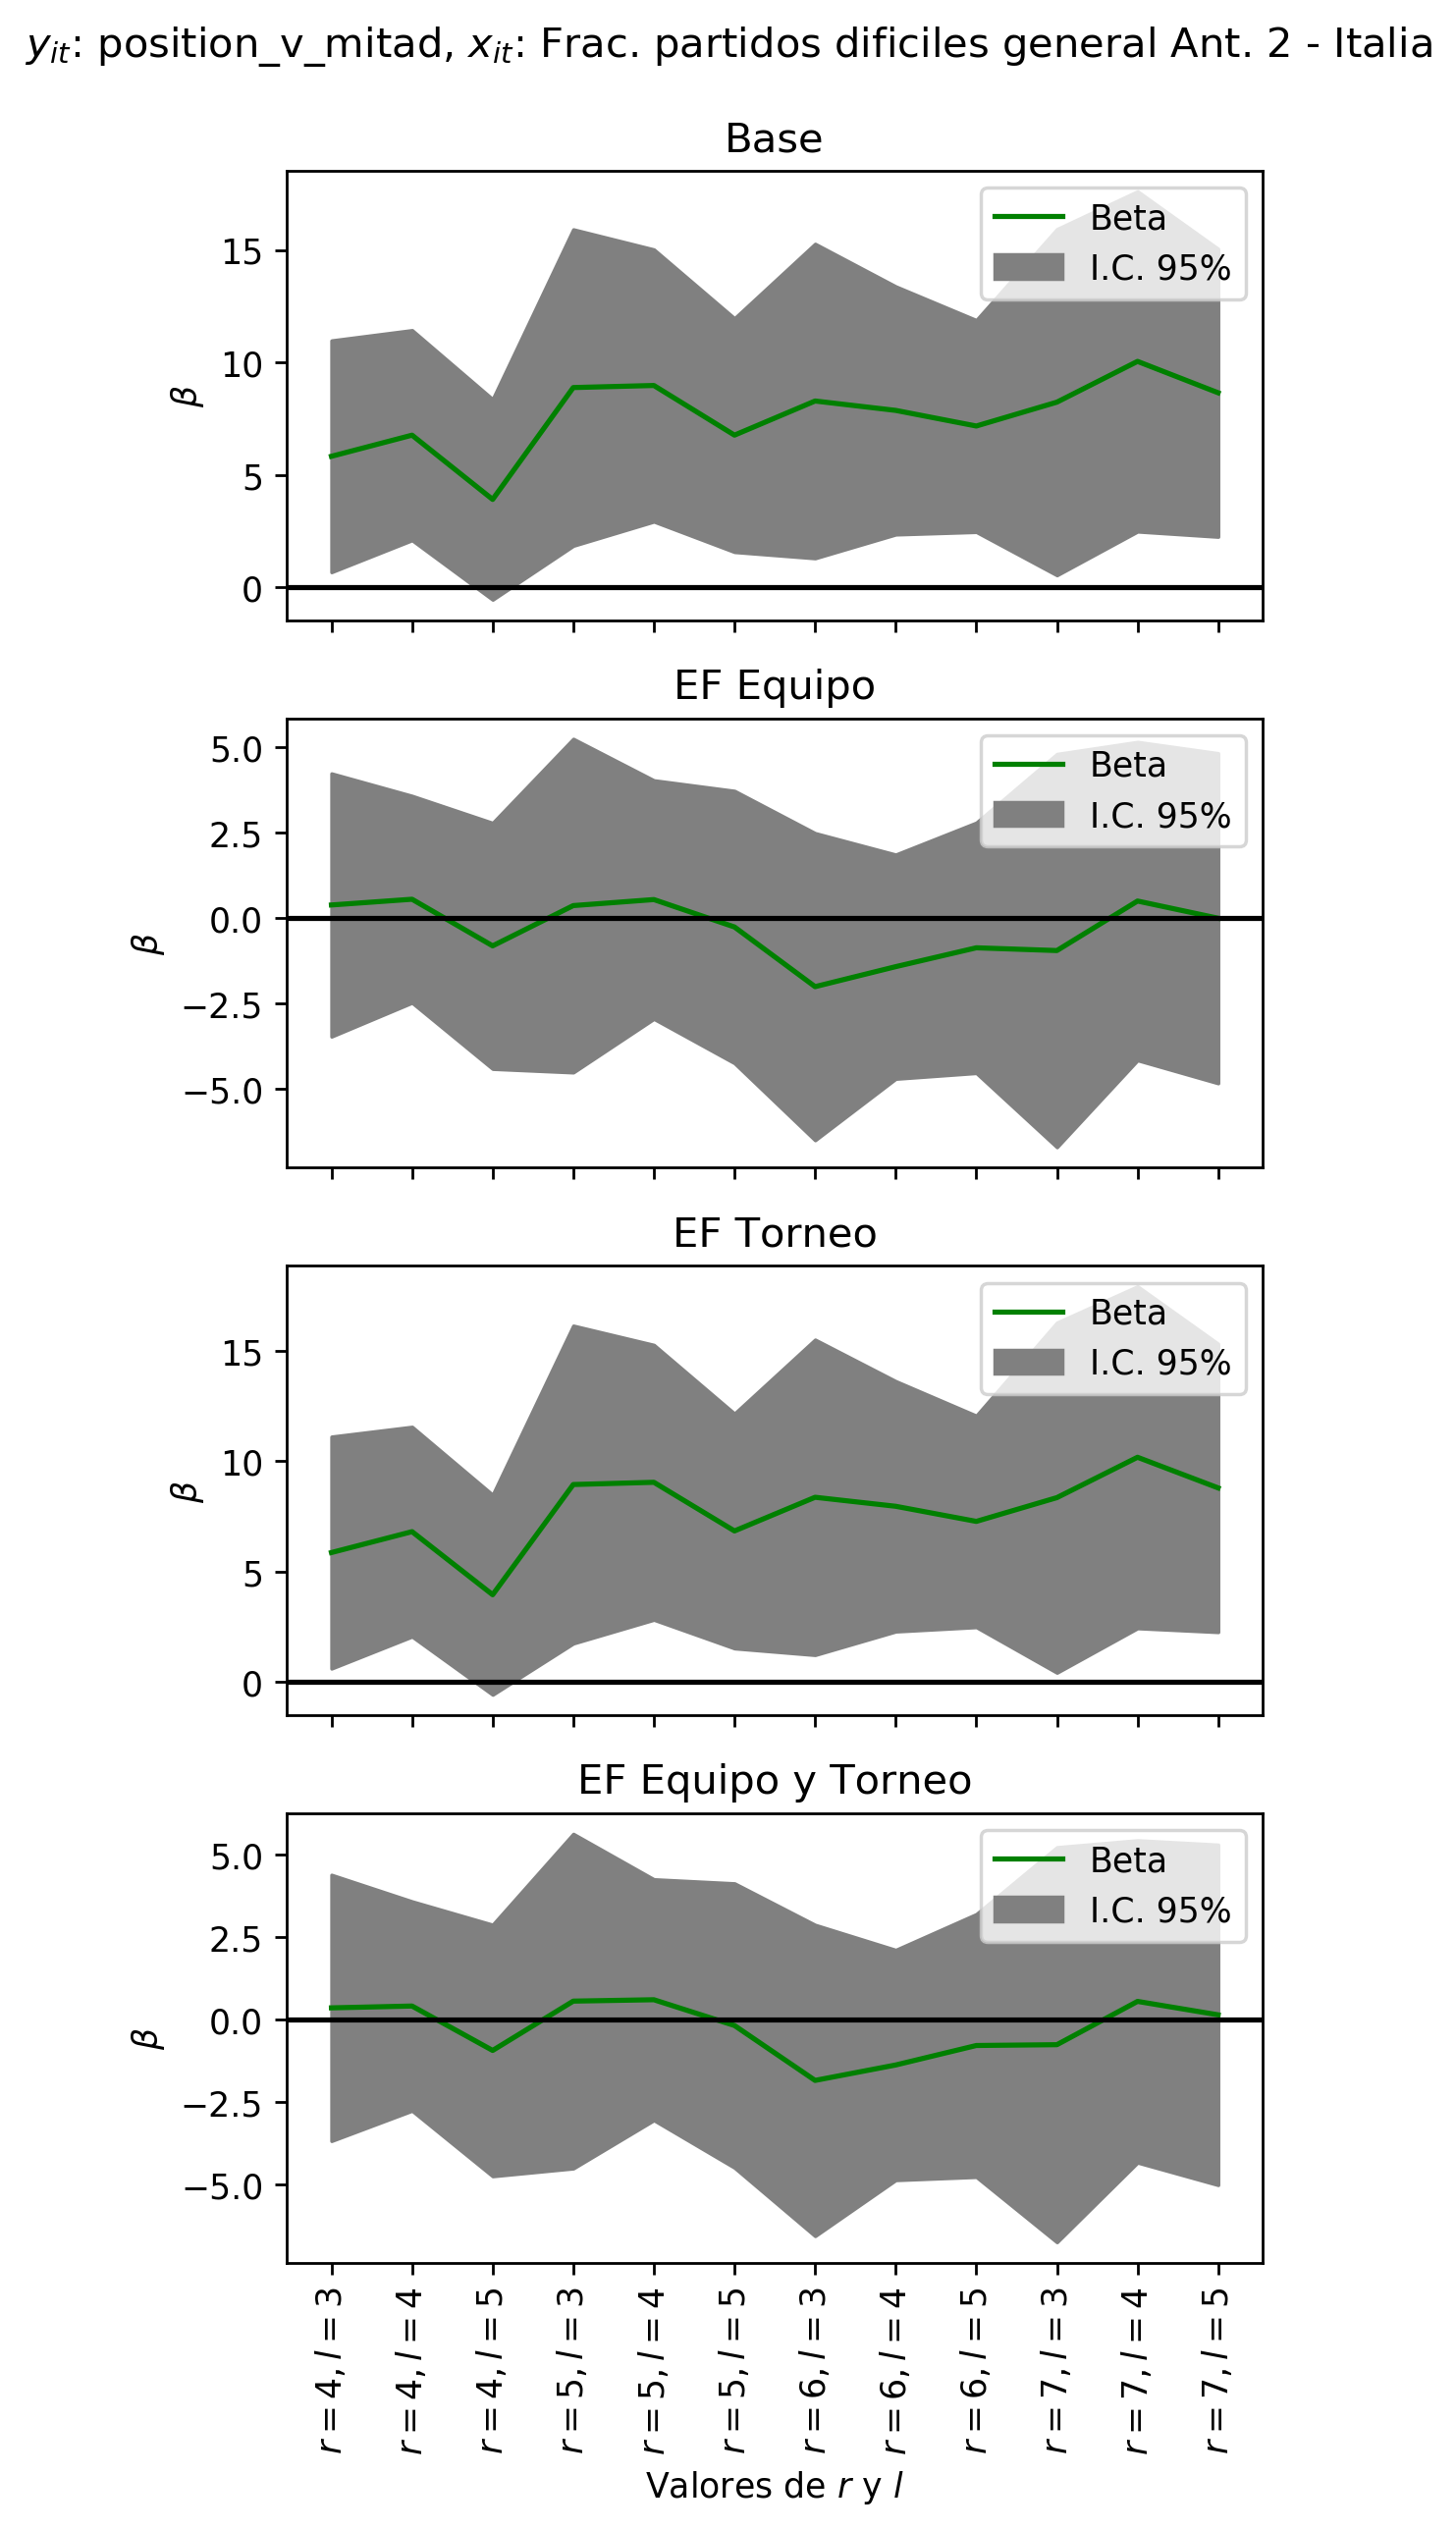 y_{it}: position_v_mitad, x_{it}: Frac. partidos dificiles general Ant. 2 - Italia
Base
Beta
I.C. 95%
15
10
5
0
β
EF Equipo
Beta
I.C. 95%
5.0
2.5
0.0
−2.5
−5.0
β
EF Torneo
Beta
I.C. 95%
15
10
5
0
β
EF Equipo y Torneo
Beta
I.C. 95%
5.0
2.5
0.0
−2.5
−5.0
β
r = 4, l = 3
r = 4, l = 4
r = 4, l = 5
r = 5, l = 3
r = 5, l = 4
r = 5, l = 5
r = 6, l = 3
r = 6, l = 4
r = 6, l = 5
r = 7, l = 3
r = 7, l = 4
r = 7, l = 5
Valores de r y l